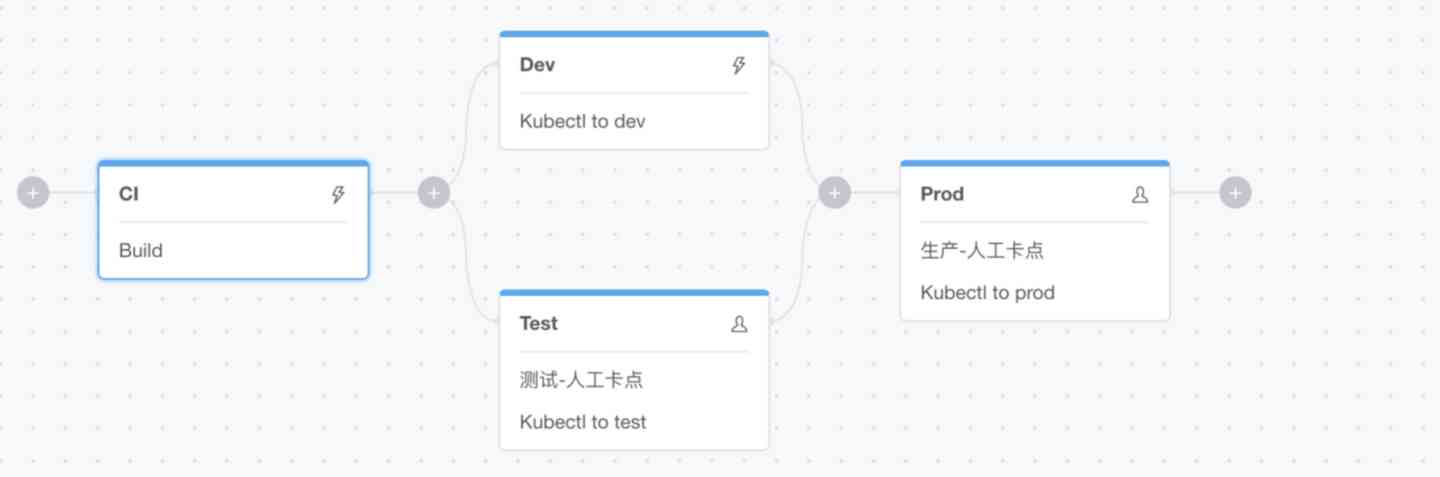 CI
Build
Dev
Kubectl to dev
Test
测试-人工卡点
Kubectl to test
Prod
生产-人工卡点
Kubectl to prod